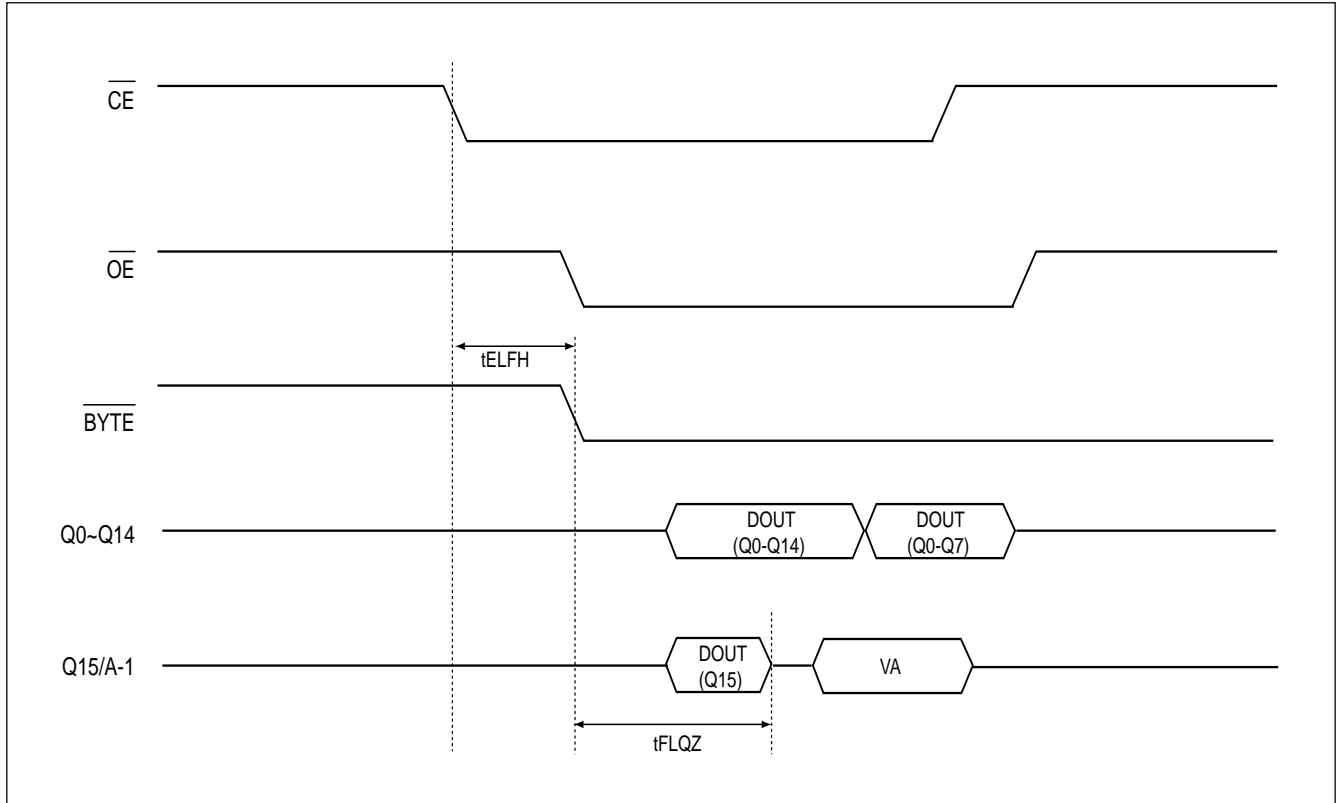 CE
OE
tELFH
BYTE
Q0~Q14
DOUT
(Q0-Q14)
DOUT
(Q0-Q7)
Q15/A-1
DOUT
(Q15)
VA
tFLQZ